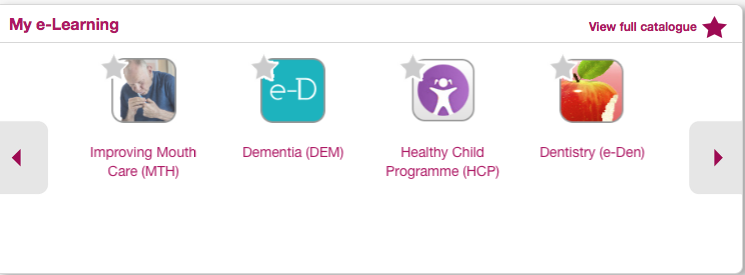 My e-Learning
View full catalogue
e-D
Improving Mouth
Care (MTH)
Dementia (DEM)
Healthy Child
Programme (HCP)
Dentistry (e-Den)